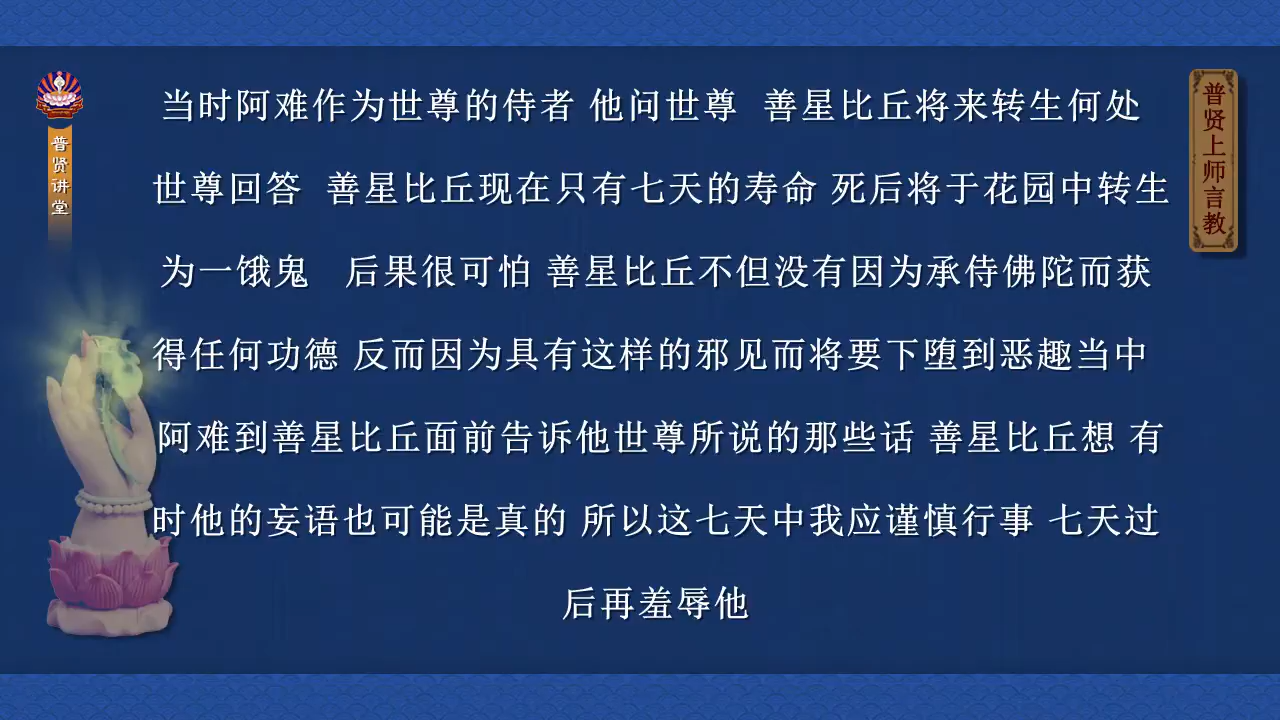 当时阿难作为世尊的侍者 他问世尊 善星比丘将来转生何处
世尊回答 善星比丘现在只有七天的寿命 死后将于花园中转生
为一饿鬼 后果很可怕 善星比丘不但没有因为承侍佛陀而获
得任何功德 反而因为具有这样的邪见而将要下堕到恶趣当中
阿难到善星比丘面前告诉他世尊所说的那些话 善星比丘想 有
时他的妄语也可能是真的 所以这七天中我应谨慎行事 七天过
后再羞辱他
普贤讲堂
普贤上师言教